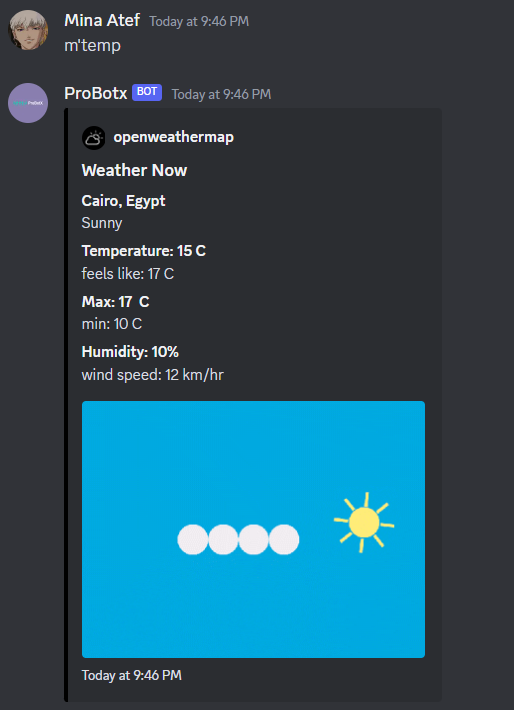 Mina Atef Today at 9:46 PM
m'temp
ProBotx BOT Today at 9:46 PM
openweathermap
Weather Now
Cairo, Egypt
Sunny
Temperature: 15 C
feels like: 17 C
Max: 17  C
min: 10 C
Humidity: 10%
wind speed: 12 km/hr
Today at 9:46 PM